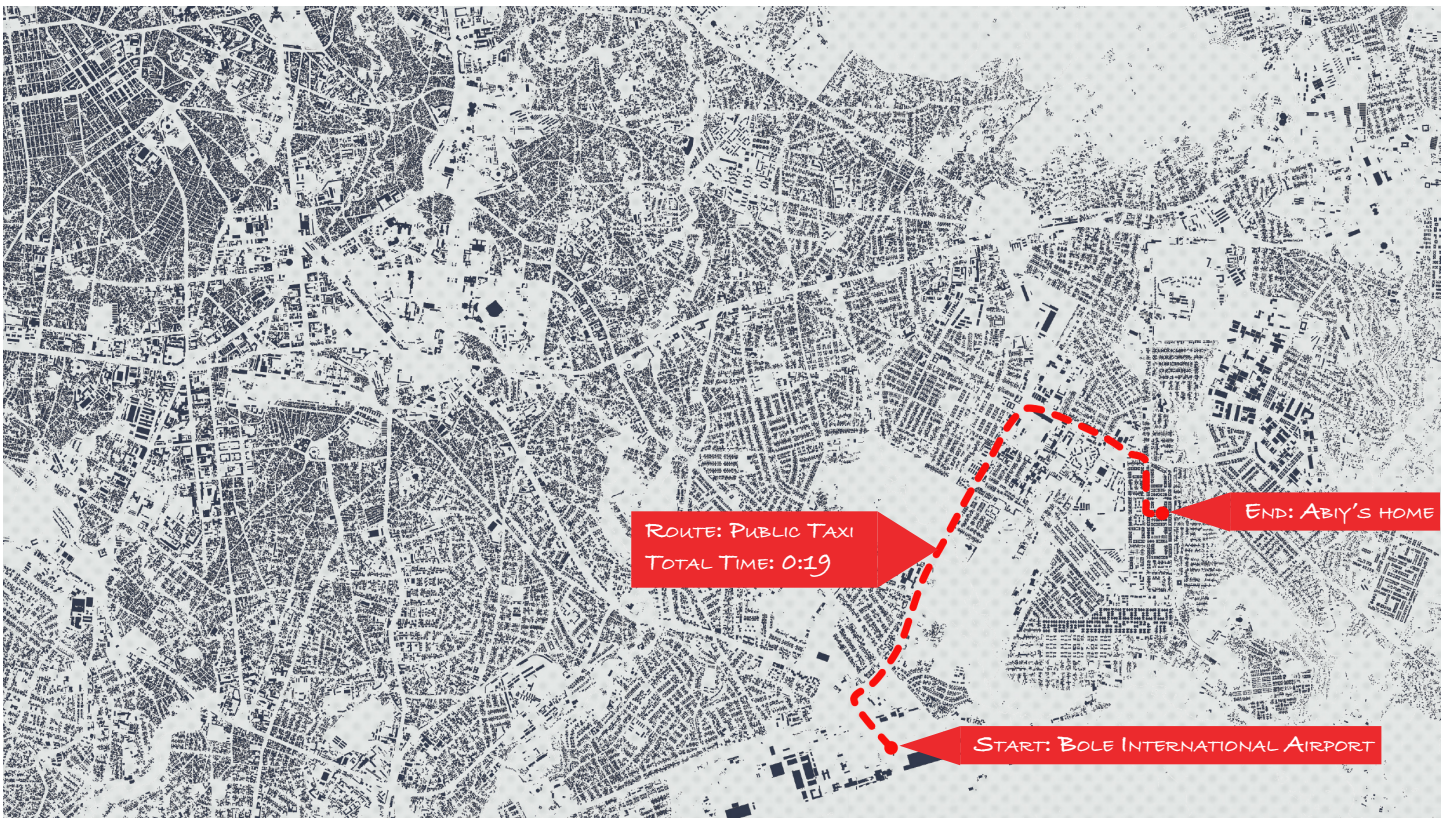 Route: Public Taxi
Total Time: 0:19
End: Abiy's home
Start: Bole International Airport